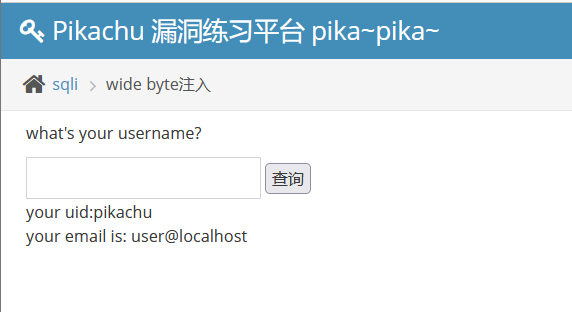 Pikachu 漏洞练习平台 pika~pika~
sqli > wide byte注入
what's your username?
查询
your uid:pikachu
your email is: user@localhost